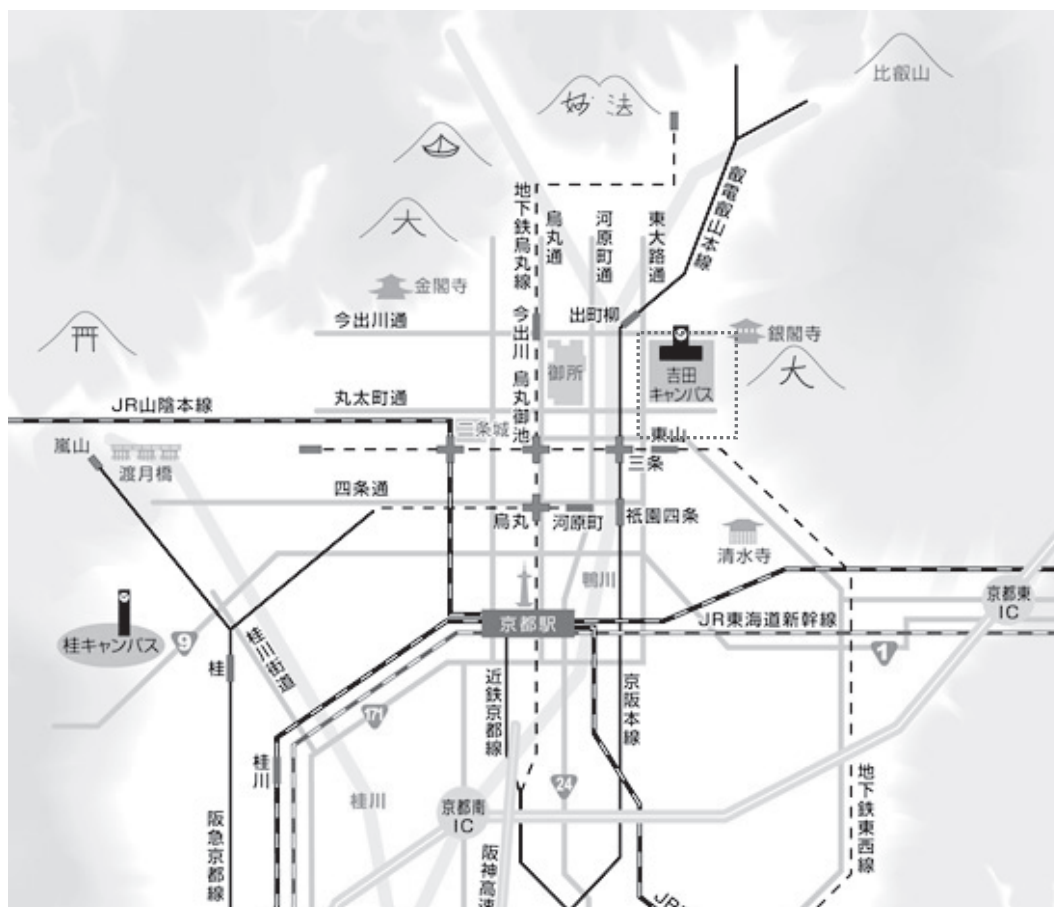 比叡山
妙 法
大
地下鉄烏丸線
烏丸通
河原町通
東大路通
叡電叡山本線
金閣寺
今出川通
今出川
出町柳
銀閣寺
大
御所
吉田
キャンパス
烏丸御池
丸太町通
JR山陰本線
二条城
東山
三条
嵐山
渡月橋
四条通
烏丸
河原町
祇園四条
清水寺
鴨川
京都東
IC
京都駅
JR東海道新幹線
桂キャンパス
9
1
桂
桂川街道
近鉄京都線
京阪本線
171
桂川
桂川
24
京都南
IC
地下鉄東西線
阪急京都線
阪神高速
JR